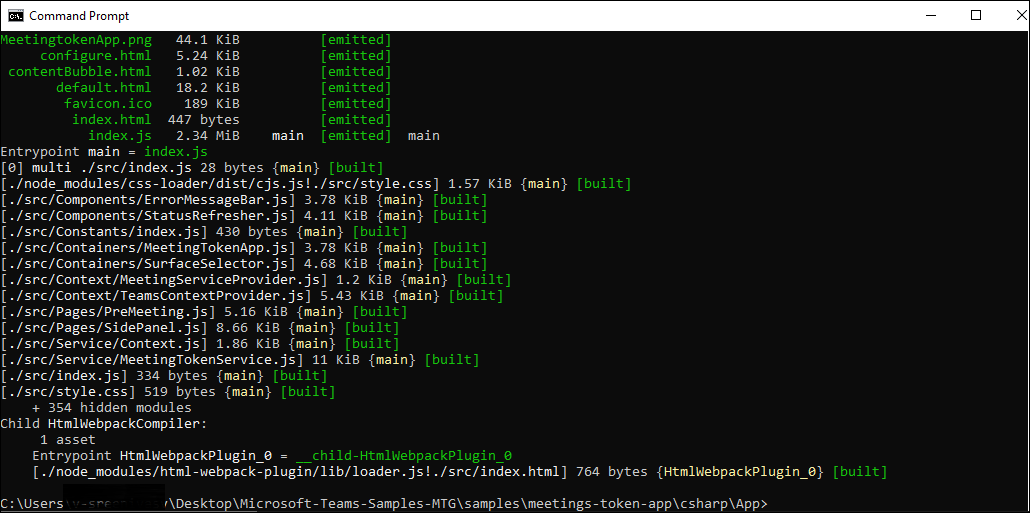 Command Prompt
MeetingtokenApp.png 44.1 KiB [emitted]
configure.html 5.24 KiB [emitted]
contentBubble.html 1.02 KiB [emitted]
default.html 18.2 KiB [emitted]
favicon.ico 189 KiB [emitted]
index.html 447 bytes [emitted]
index.js 2.34 MiB main [emitted] main
Entrypoint main = index.js
[0] multi ./src/index.js 28 bytes {main} [built]
[./node_modules/css-loader/dist/cjs.js!./src/style.css] 1.57 KiB {main} [built]
[./src/Components/ErrorMessageBar.js] 3.78 KiB {main} [built]
[./src/Components/StatusRefresher.js] 4.11 KiB {main} [built]
[./src/Constants/index.js] 430 bytes {main} [built]
[./src/Containers/MeetingTokenApp.js] 3.78 KiB {main} [built]
[./src/Containers/SurfaceSelector.js] 4.68 KiB {main} [built]
[./src/Context/MeetingServiceProvider.js] 1.2 KiB {main} [built]
[./src/Context/TeamsContextProvider.js] 5.43 KiB {main} [built]
[./src/Pages/PreMeeting.js] 5.16 KiB {main} [built]
[./src/Pages/SidePanel.js] 8.66 KiB {main} [built]
[./src/Service/Context.js] 1.86 KiB {main} [built]
[./src/Service/MeetingTokenService.js] 11 KiB {main} [built]
[./src/index.js] 334 bytes {main} [built]
[./src/style.css] 519 bytes {main} [built]
+ 354 hidden modules
Child HtmlWebpackCompiler:
1 asset
Entrypoint HtmlWebpackPlugin_0 = __child-HtmlWebpackPlugin_0
[./node_modules/html-webpack-plugin/lib/loader.js!./src/index.html] 764 bytes {HtmlWebpackPlugin_0} [built]
C:\Users \Desktop\Microsoft-Teams-Samples-MTG\samples\meetings-token-app\csharp\App>